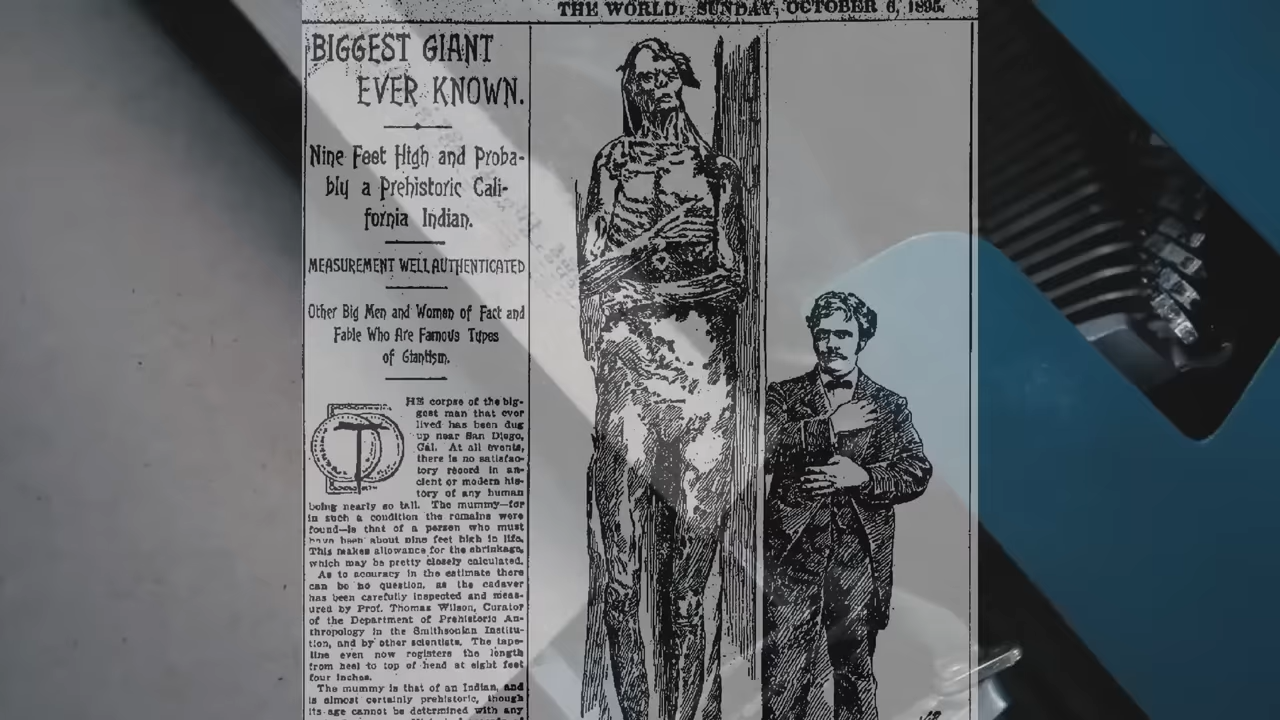 THE WORLD: SUNDAY, OCTOBER 6, 1895.
BIGGEST GIANT
EVER KNOWN.
Nine Feet High and Proba-
bly a Prehistoric Cali-
fornia Indian.
MEASUREMENT WELL AUTHENTICATED
Other Big Men and Women of Fact and
Fable Who Are Famous Types
of Giantism.
THE corpse of the big-
gest man that ever
lived has been dug
up near San Diego,
Cal. At all events,
there is no satisfac-
tory record in an-
cient or modern his-
tory of any human
being nearly so tall. The mummy—for
in such a condition the remains were
found—is that of a person who must
have been about nine feet high in life.
This makes allowance for the shrinkage,
which may be pretty closely calculated.
As to accuracy in the estimate there
can be no question, as the cadaver
has been carefully inspected and meas-
ured by Prof. Thomas Wilson, Curator
of the Department of Prehistoric An-
thropology in the Smithsonian Institu-
tion, and by other scientists. The tape-
line even now registers the length
from heel to top of head at eight feet
four inches.
The mummy is that of an Indian, and
is almost certainly prehistoric, though
its age cannot be determined with any